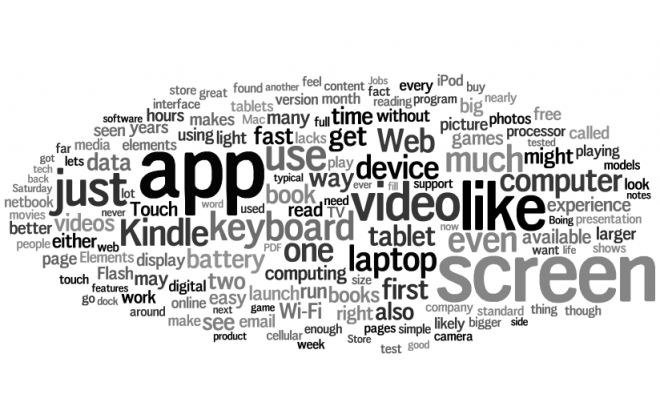 Jobs
store great found another feel content fact every iPod buy
interface tablets version month reading program big nearly
software hours makes Mac many full time without picture photos free
seen years using light fast lacks get Web games processor called
tested
far media elements
got lets data app use play way device much might playing
tech
back just lot typical ever fill support computer models
Saturday book look
netbook Touch word used need read TV video like experience notes
movies never
better videos Kindle keyboard tablet now even Boing presentation
people either web PDF one available larger
page Elements display battery laptop want life shows
touch Flash may computing size screen
features digital two
go dock work online easy launch run books first company standard thing though
around next game Wi-Fi right also
make see email enough pages simple likely bigger side
product cellular Store camera
week test good